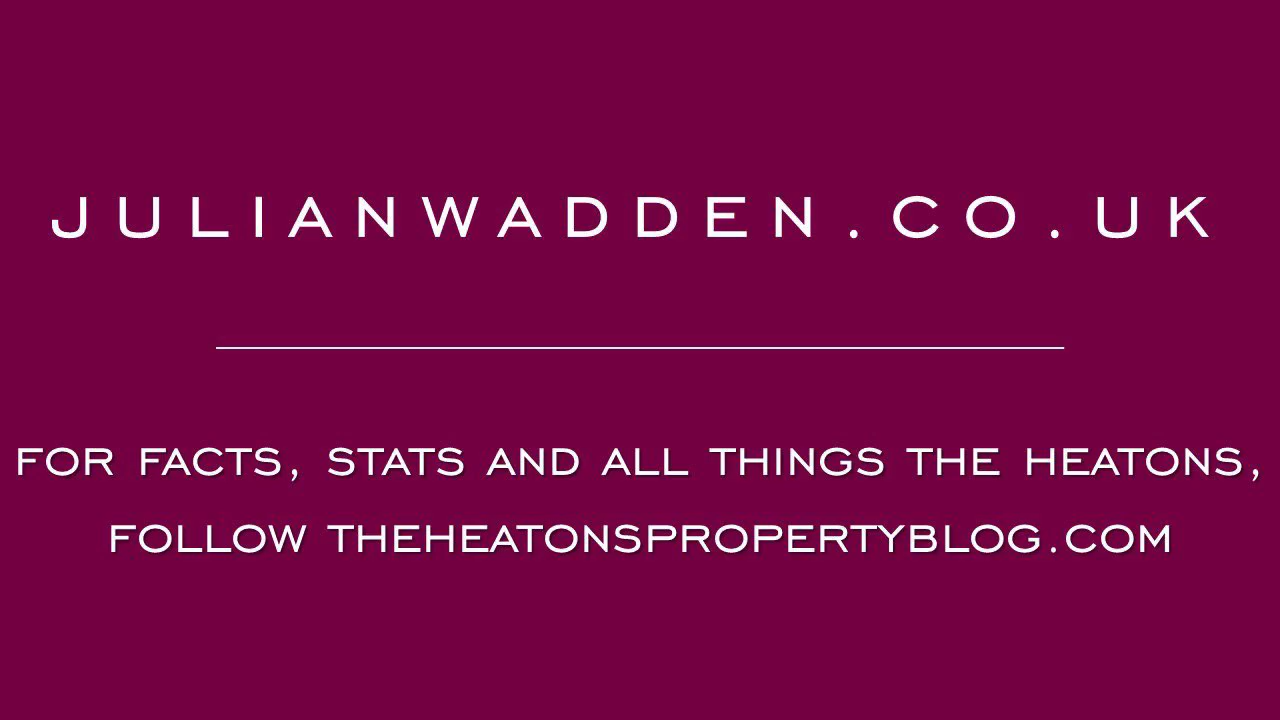 JULIANWADDEN.CO.UK
FOR FACTS, STATS AND ALL THINGS THE HEATONS,
FOLLOW THEHEATONSPROPERTYBLOG.COM